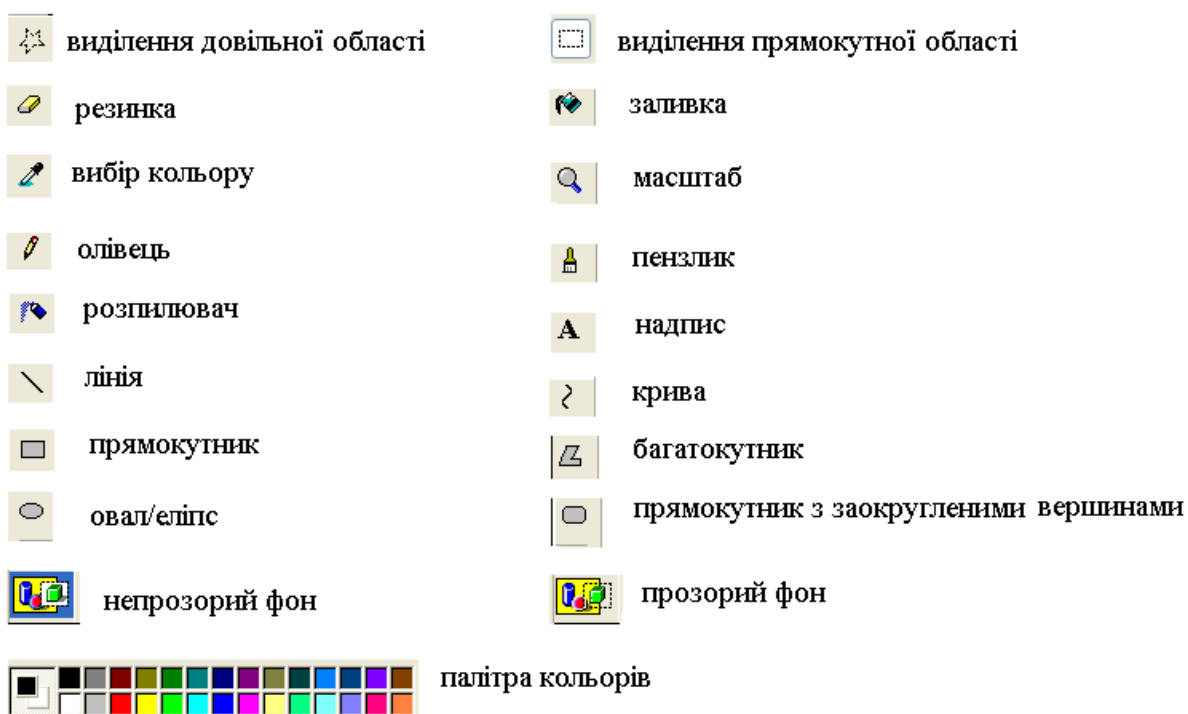 виділення довільної області
виділення прямокутної області
резинка
заливка
вибір кольору
масштаб
олівець
пензлик
розпилювач
A надпис
лінія
крива
прямокутник
багатокутник
овал/еліпс
прямокутник з заокругленими вершинами
непрозорий фон
прозорий фон
палітра кольорів